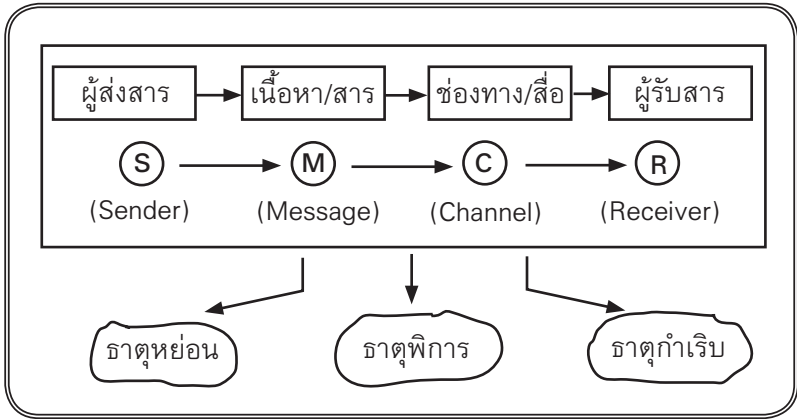 ผู้ส่งสาร เนื้อหา/สาร ช่องทาง/สื่อ ผู้รับสาร
S M C R
(Sender) (Message) (Channel) (Receiver)
ธาตุหย่อน ธาตุพิการ ธาตุกำเริบ